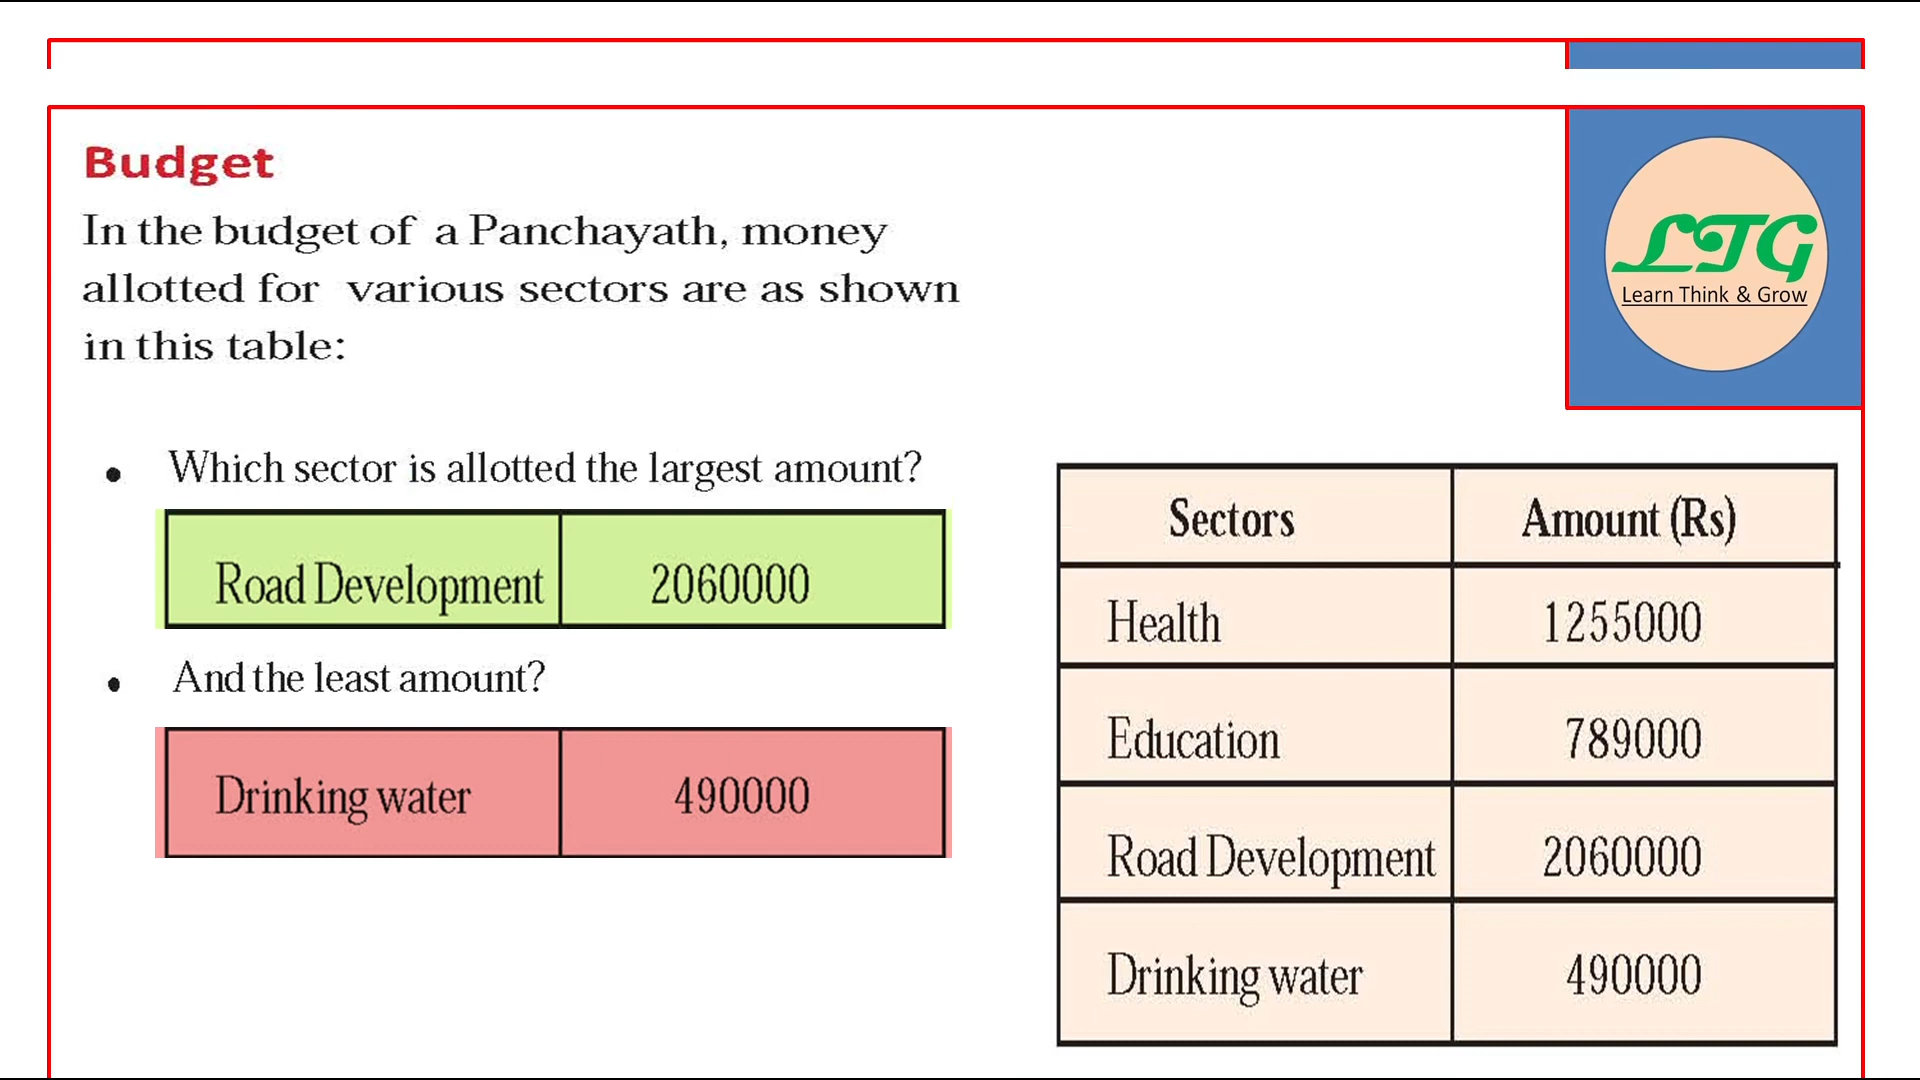 Budget
In the budget of a Panchayath, money
allotted for various sectors are as shown
in this table:
LTG
Learn Think & Grow
• Which sector is allotted the largest amount?
Road Development 2060000
• And the least amount?
Drinking water 490000
Sectors Amount (Rs)
Health 1255000
Education 789000
Road Development 2060000
Drinking water 490000